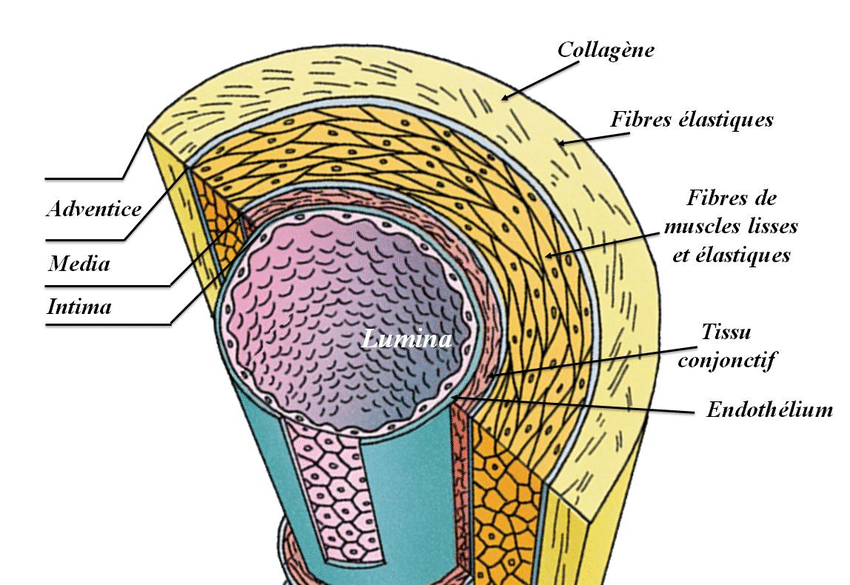 Collagène
Fibres élastiques
Adventice
Media
Intima
Fibres de
muscles lisses
et élastiques
Lumina
Tissu
conjonctif
Endothélium